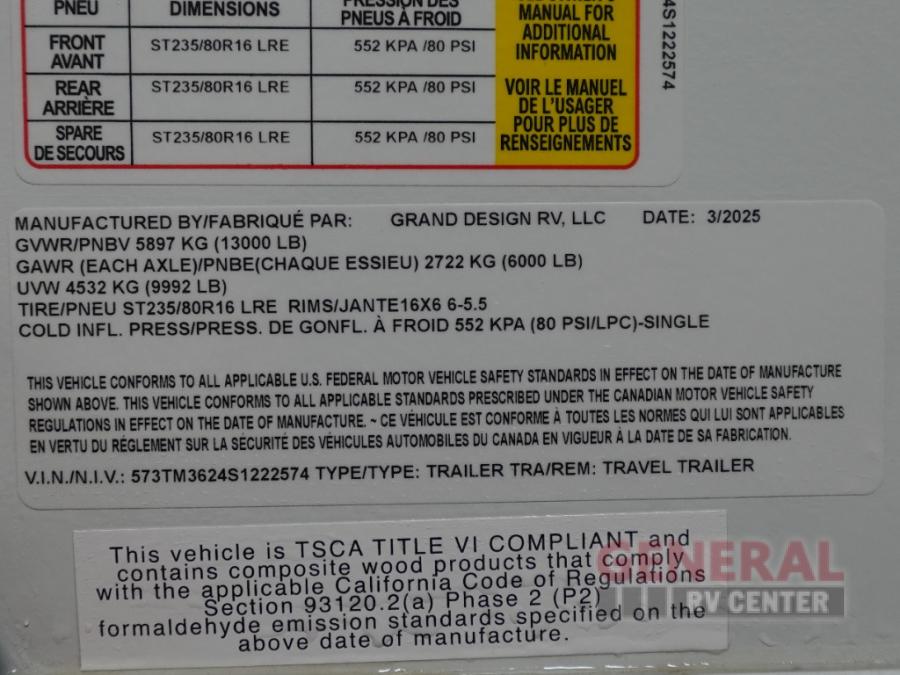 PNEU
DIMENSIONS
PRESSION DES
PNEUS À FROID
MANUAL FOR
ADDITIONAL
INFORMATION
FRONT
AVANT
ST235/80R16 LRE
552 KPA /80 PSI
REAR
ARRIÈRE
ST235/80R16 LRE
552 KPA /80 PSI
SPARE
DE SECOURS
ST235/80R16 LRE
552 KPA /80 PSI
VOIR LE MANUEL
DE L'USAGER
POUR PLUS DE
RENSEIGNEMENTS
4S1222574
MANUFACTURED BY/FABRIQUÉ PAR: GRAND DESIGN RV, LLC DATE: 3/2025
GVWR/PNBV 5897 KG (13000 LB)
GAWR (EACH AXLE)/PNBE(CHAQUE ESSIEU) 2722 KG (6000 LB)
UVW 4532 KG (9992 LB)
TIRE/PNEU ST235/80R16 LRE RIMS/JANTE16X6 6-5.5
COLD INFL. PRESS/PRESS. DE GONFL. À FROID 552 KPA (80 PSI/LPC)-SINGLE
THIS VEHICLE CONFORMS TO ALL APPLICABLE U.S. FEDERAL MOTOR VEHICLE SAFETY STANDARDS IN EFFECT ON THE DATE OF MANUFACTURE
SHOWN ABOVE. THIS VEHICLE CONFORMS TO ALL APPLICABLE STANDARDS PRESCRIBED UNDER THE CANADIAN MOTOR VEHICLE SAFETY
REGULATIONS IN EFFECT ON THE DATE OF MANUFACTURE. ~ CE VÉHICULE EST CONFORME À TOUTES LES NORMES QUI LUI SONT APPLICABLES
EN VERTU DU RÉGLEMENT SUR LA SÉCURITÉ DES VÉHICULES AUTOMOBILES DU CANADA EN VIGUEUR À LA DATE DE SA FABRICATION.
V.I.N./N.I.V.: 573TM3624S1222574 TYPE/TYPE: TRAILER TRA/REM: TRAVEL TRAILER
This vehicle is TSCA TITLE VI COMPLIANT and
contains composite wood products that comply
with the applicable California Code of Regulations
Section 93120.2(a) Phase 2 (P2)
formaldehyde emission standards specified on the
above date of manufacture.
GENERAL
RV CENTER